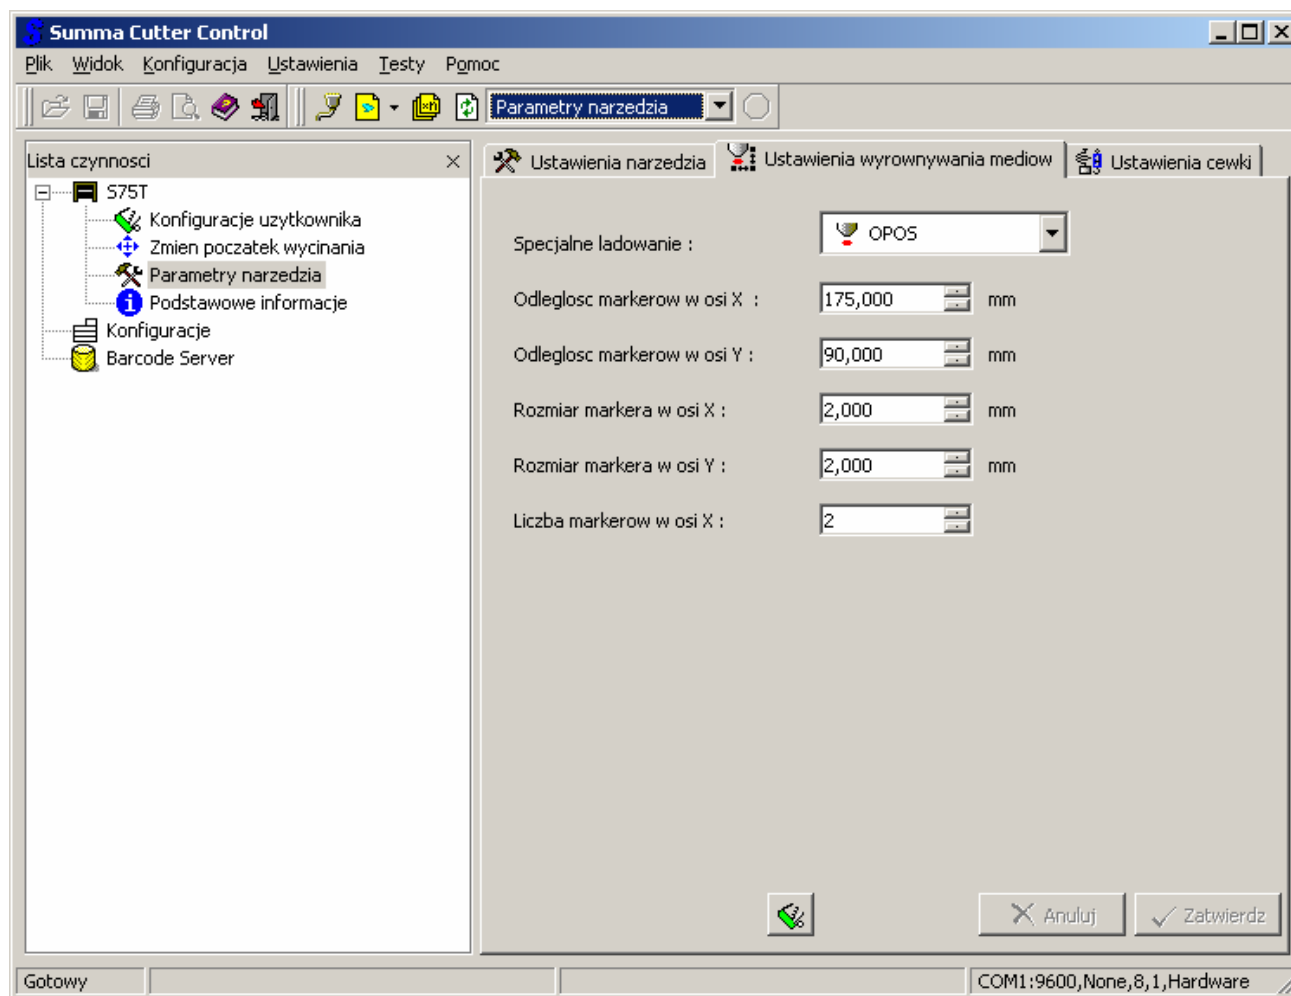 Summa Cutter Control
Plik Widok Konfiguracja Ustawienia Testy Pomoc
Parametry narzedzia
Lista czynnosci
S75T
Konfiguracje uzytkownika
Zmien poczatek wycinania
Parametry narzedzia
Podstawowe informacje
Konfiguracje
Barcode Server
Ustawienia narzedzia
Ustawienia wyrownywania mediow
Ustawienia cewki
Specjalne ladowanie : OPOS
Odleglosc markerow w osi X : 175,000 mm
Odleglosc markerow w osi Y : 90,000 mm
Rozmiar markera w osi X : 2,000 mm
Rozmiar markera w osi Y : 2,000 mm
Liczba markerow w osi X : 2
Anuluj Zatwierdz
Gotowy COM1:9600,None,8,1,Hardware